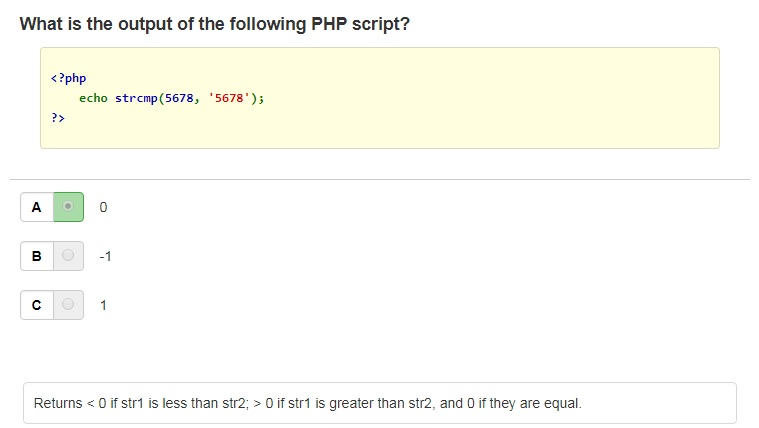 What is the output of the following PHP script?
<?php
echo strcmp(5678, '5678');
?>
A 0
B -1
C 1
Returns < 0 if str1 is less than str2; > 0 if str1 is greater than str2, and 0 if they are equal.